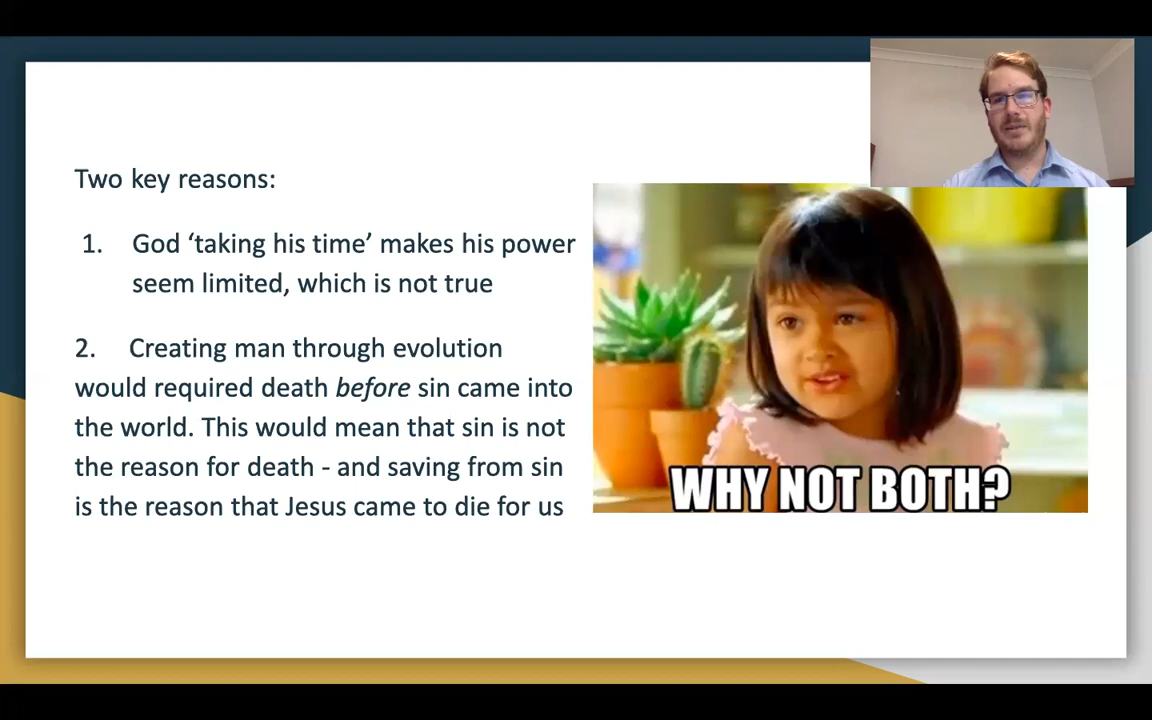 Two key reasons:
1. God ‘taking his time’ makes his power
seem limited, which is not true
2. Creating man through evolution
would required death before sin came into
the world. This would mean that sin is not
the reason for death - and saving from sin
is the reason that Jesus came to die for us
WHY NOT BOTH?